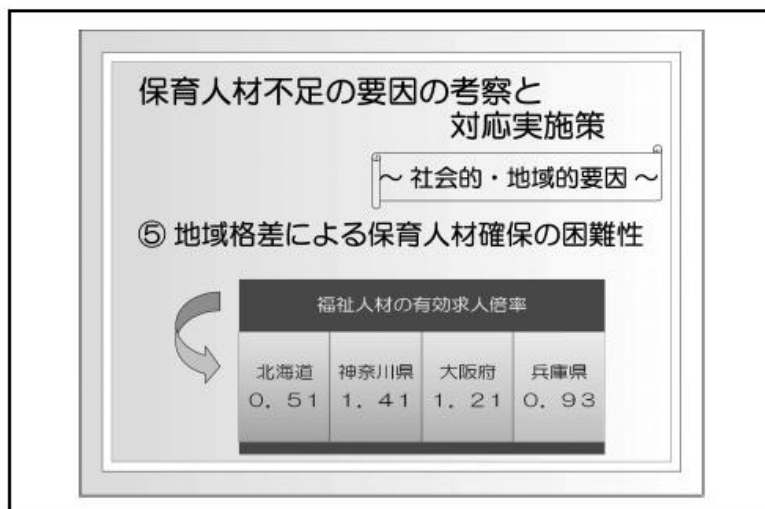 保育人材不足の要因の考察と
対応実施策
～ 社会的・地域的要因 ～
⑤ 地域格差による保育人材確保の困難性
福祉人材の有効求人倍率
北海道 神奈川県 大阪府 兵庫県
０．５１ １．４１ １．２１ ０．９３